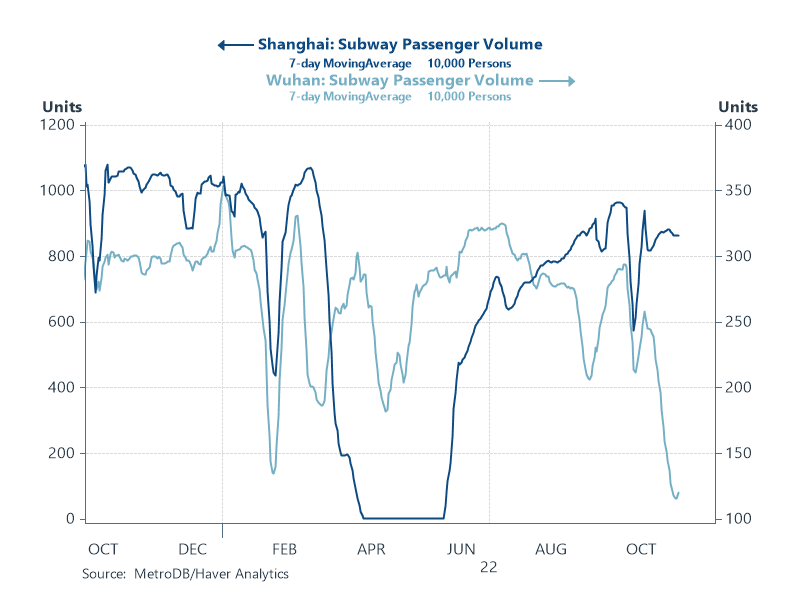 Shanghai: Subway Passenger Volume
7-day MovingAverage 10,000 Persons
Wuhan: Subway Passenger Volume
7-day MovingAverage 10,000 Persons
Units Units
1200 400
1000 350
800 300
600 250
400 200
200 150
0 100
OCT DEC FEB APR JUN AUG OCT
22
Source: MetroDB/Haver Analytics